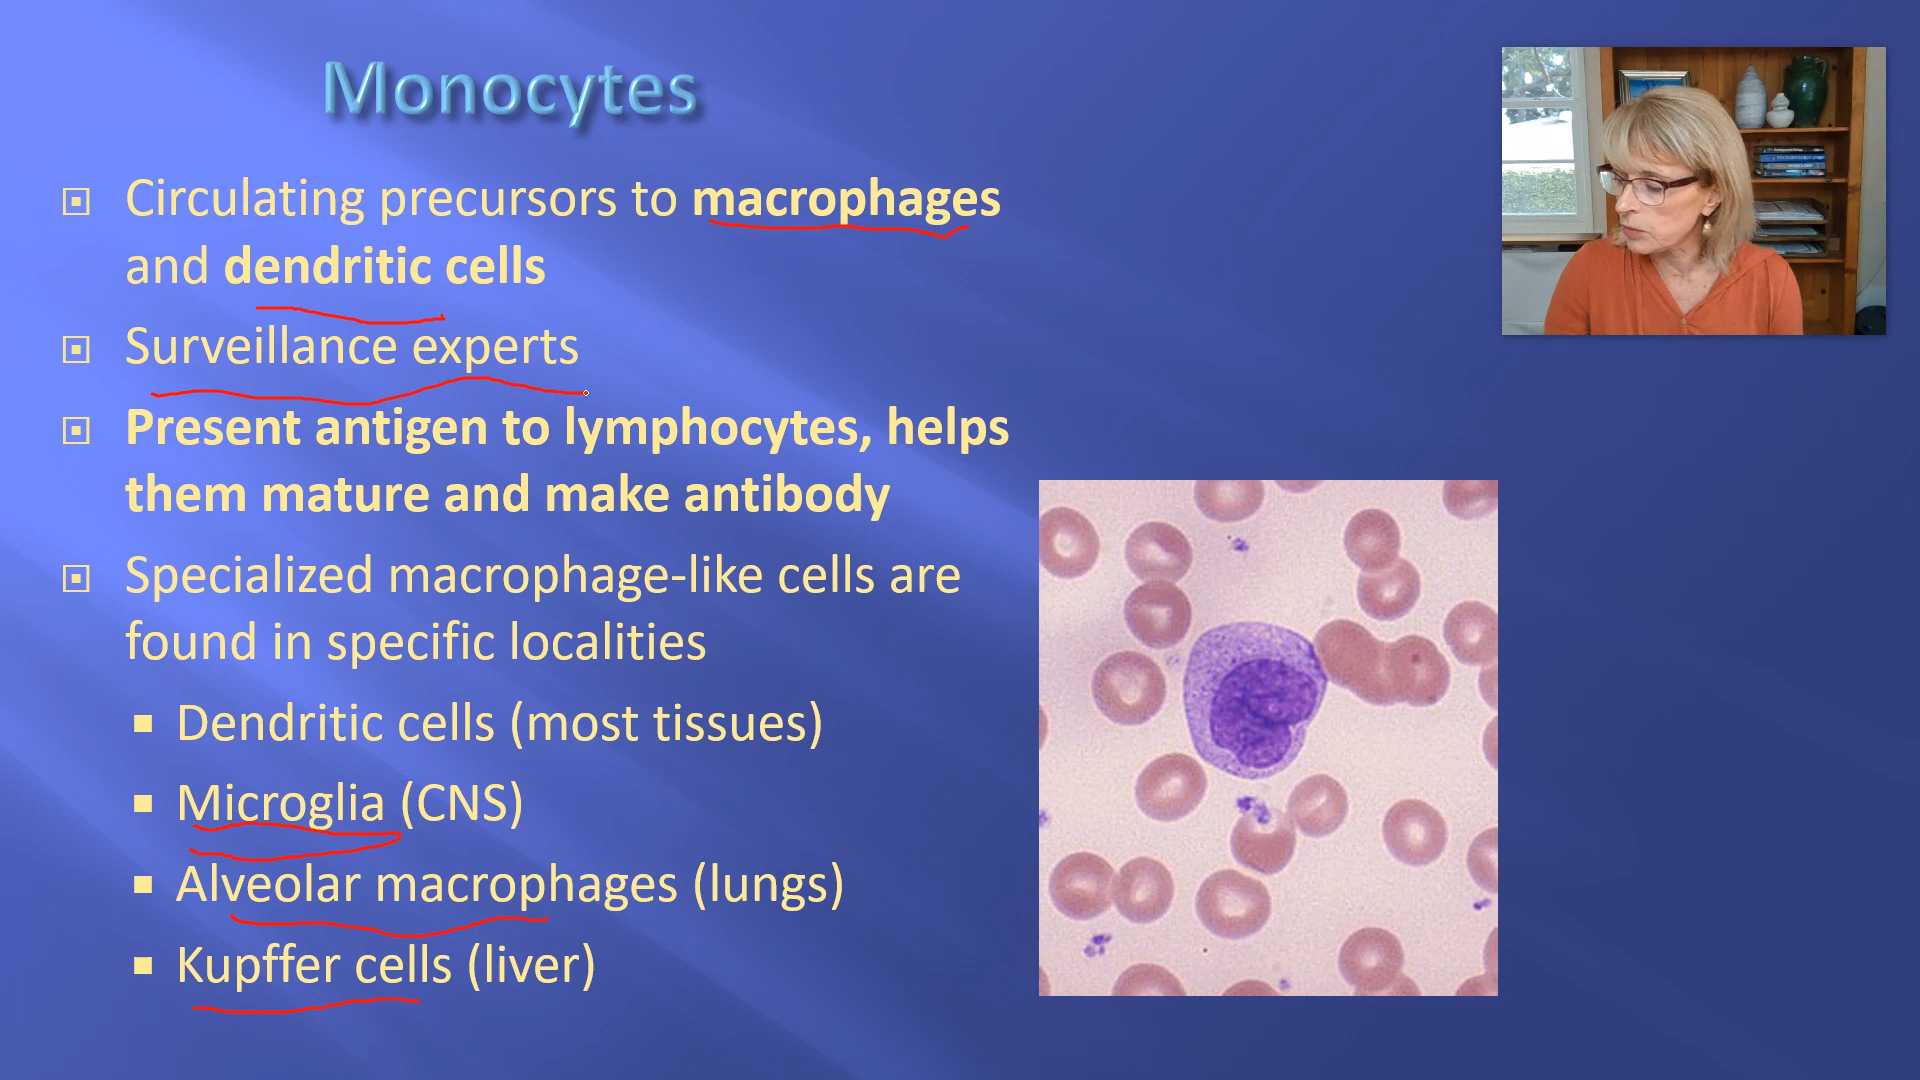 Monocytes
Circulating precursors to macrophages
and dendritic cells
Surveillance experts
Present antigen to lymphocytes, helps
them mature and make antibody
Specialized macrophage-like cells are
found in specific localities
Dendritic cells (most tissues)
Microglia (CNS)
Alveolar macrophages (lungs)
Kupffer cells (liver)